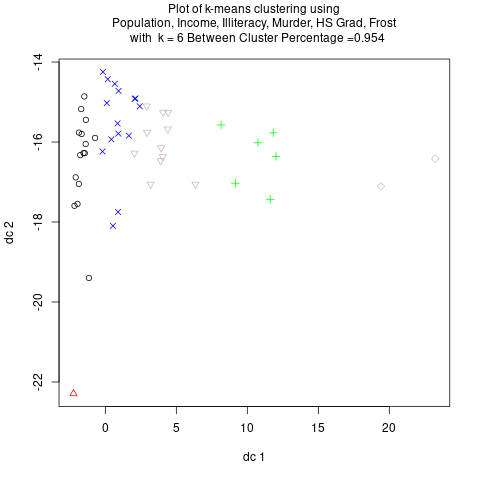 Plot of k-means clustering using
Population, Income, Illiteracy, Murder, HS Grad, Frost
with k = 6 Between Cluster Percentage =0.954
-14
-16
-18
-20
-22
dc 2
0 5 10 15 20
dc 1